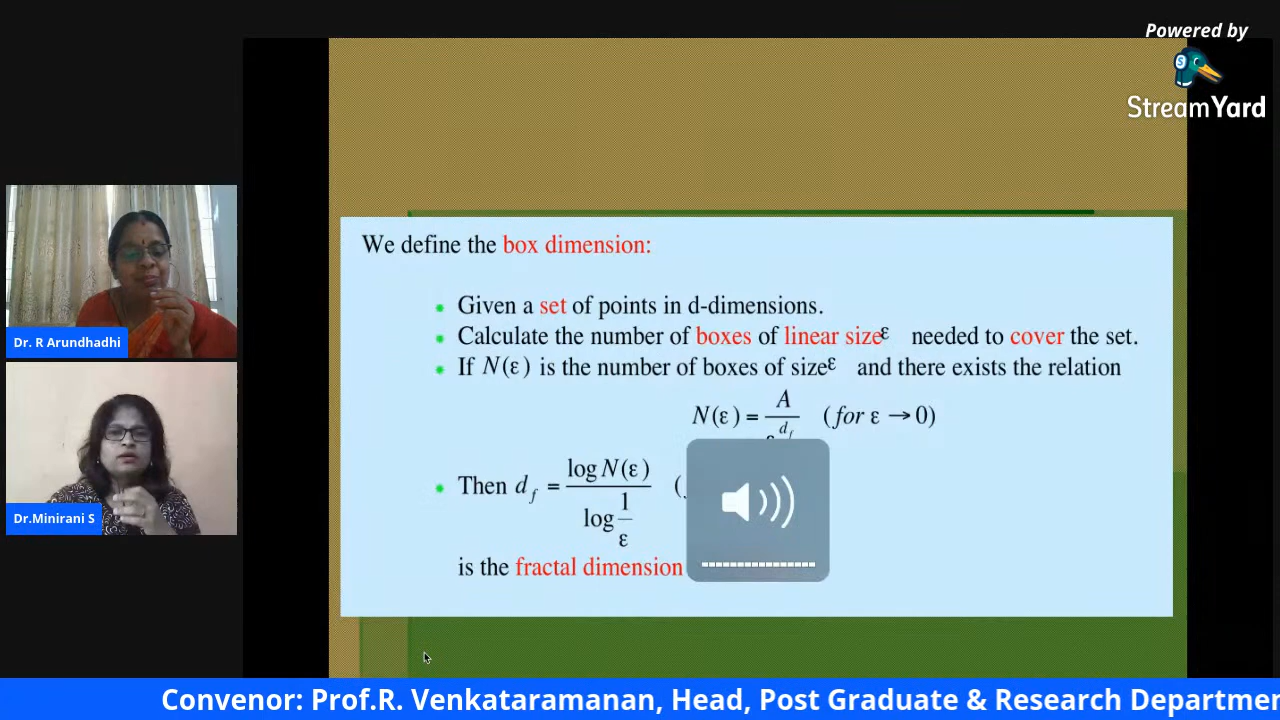 Powered by
StreamYard
We define the box dimension:
Given a set of points in d-dimensions.
Calculate the number of boxes of linear size ε needed to cover the set.
If N(ε) is the number of boxes of size ε and there exists the relation
N(ε) = A / ε^d_f (for ε → 0)
Then d_f = log N(ε) / log 1/ε (
is the fractal dimension
Dr. R Arundhadhi
Dr.Minirani S
Convenor: Prof.R. Venkataramanan, Head, Post Graduate & Research Departmen